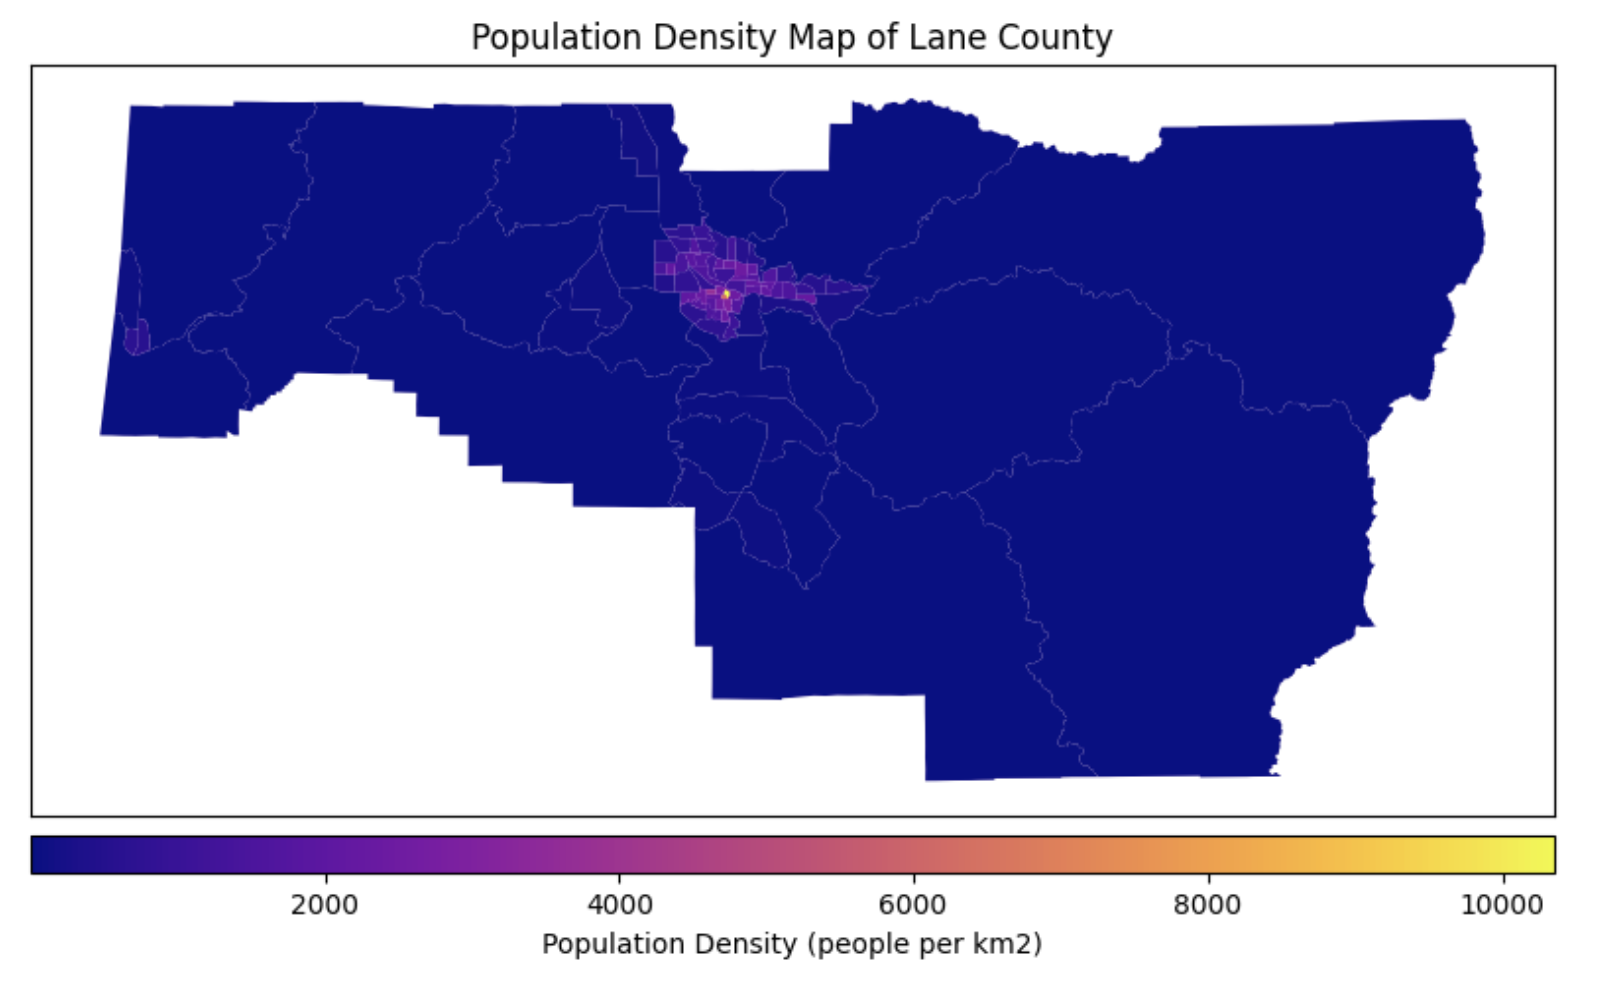 Population Density Map of Lane County
2000 4000 6000 8000 10000
Population Density (people per km2)